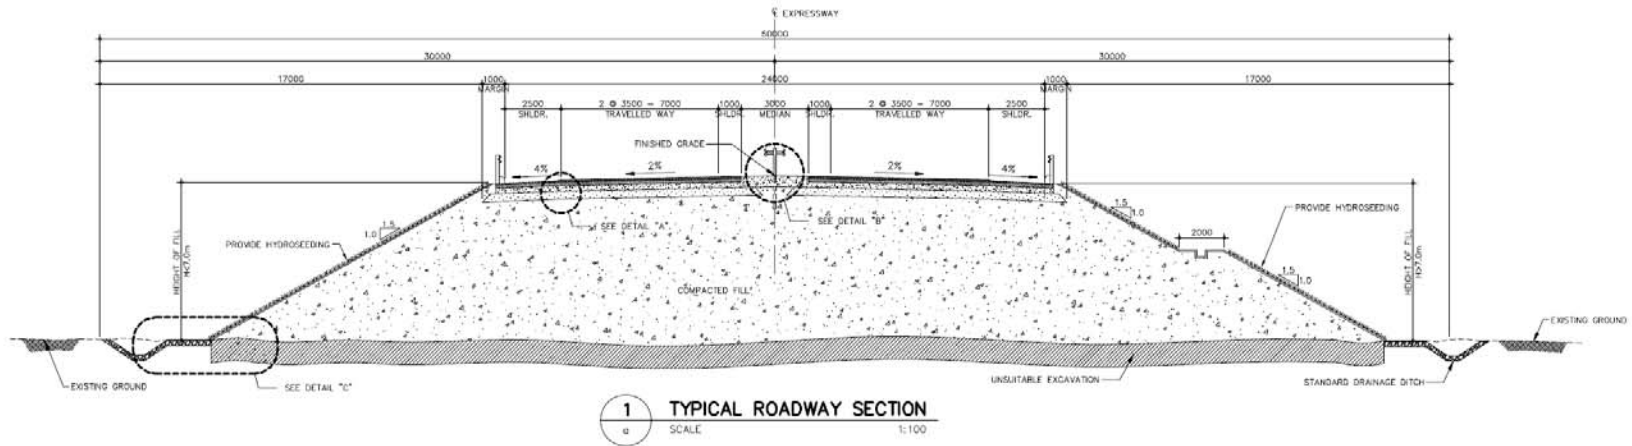 ℄ EXPRESSWAY
60000
30000 30000
17000 1000 MARGIN 24000 1000 MARGIN 17000
2500 SHLDR. 2 @ 3500 - 7000 TRAVELLED WAY 1000 SHLDR. 3000 MEDIAN 1000 SHLDR. 2 @ 3500 - 7000 TRAVELLED WAY 2500 SHLDR.
FINISHED GRADE
4% 2% 2% 4%
SEE DETAIL "A"
SEE DETAIL "B"
1.5
1.0
PROVIDE HYDROSEEDING
HEIGHT OF FILL
H<7.0m
1.5
1.0
PROVIDE HYDROSEEDING
2000
1.5
1.0
HEIGHT OF FILL
H>7.0m
COMPACTED FILL
EXISTING GROUND
EXISTING GROUND
SEE DETAIL "C"
UNSUITABLE EXCAVATION
STANDARD DRAINAGE DITCH
1 TYPICAL ROADWAY SECTION
SCALE 1:100